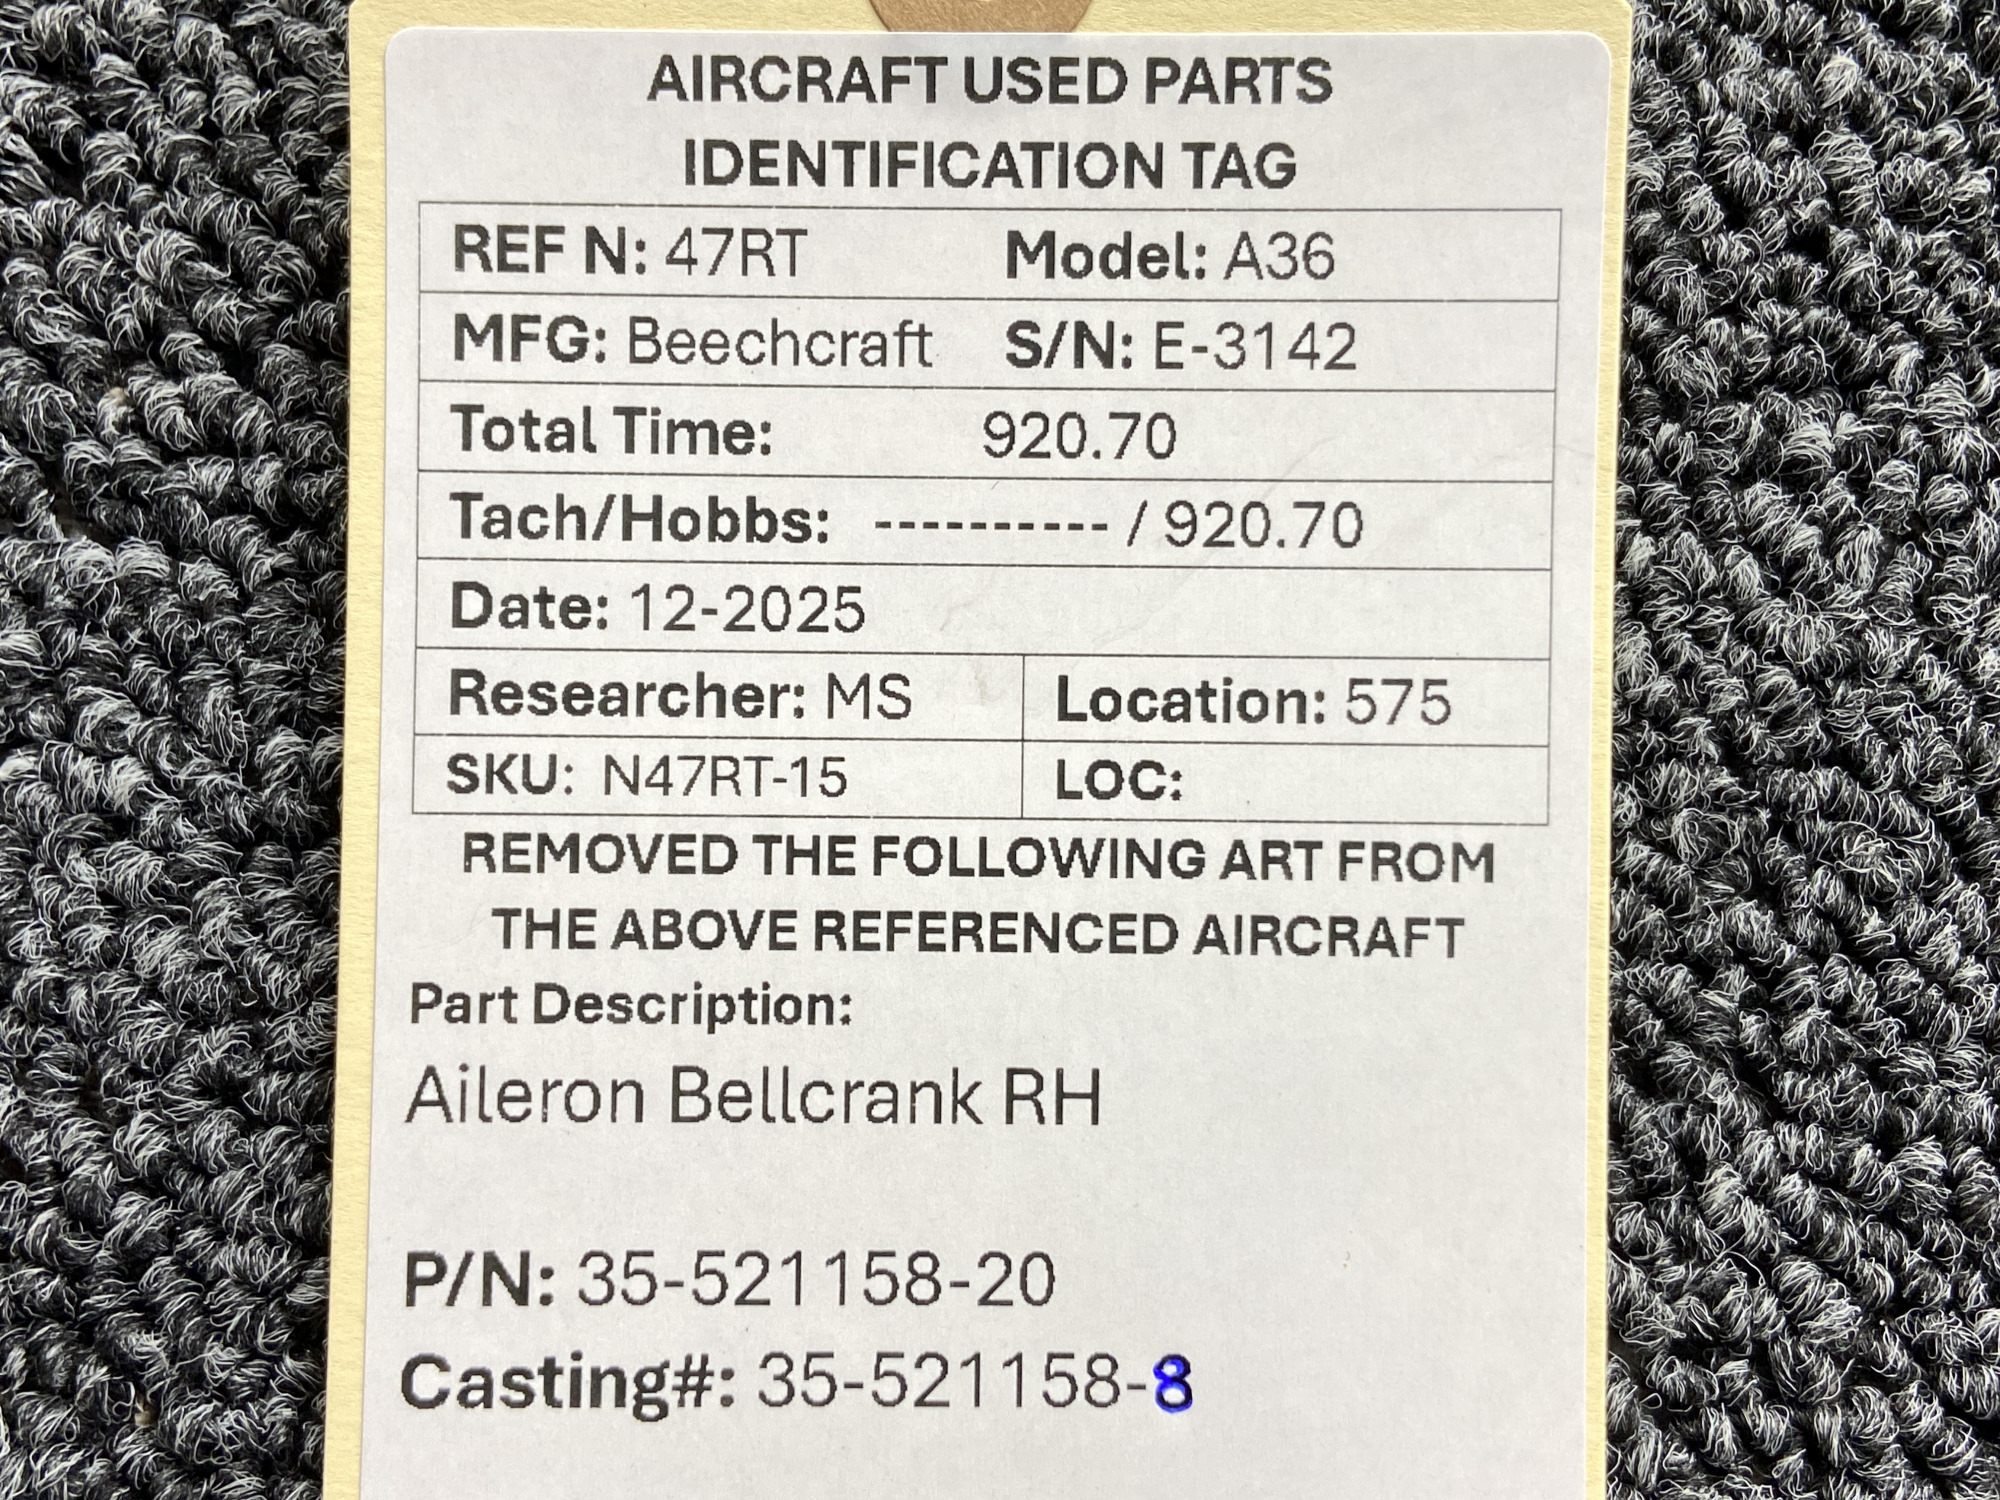 AIRCRAFT USED PARTS
IDENTIFICATION TAG
REF N: 47RT Model: A36
MFG: Beechcraft S/N: E-3142
Total Time: 920.70
Tach/Hobbs: ---------- / 920.70
Date: 12-2025
Researcher: MS Location: 575
SKU: N47RT-15 LOC:
REMOVED THE FOLLOWING ART FROM
THE ABOVE REFERENCED AIRCRAFT
Part Description:
Aileron Bellcrank RH
P/N: 35-521158-20
Casting#: 35-521158-8